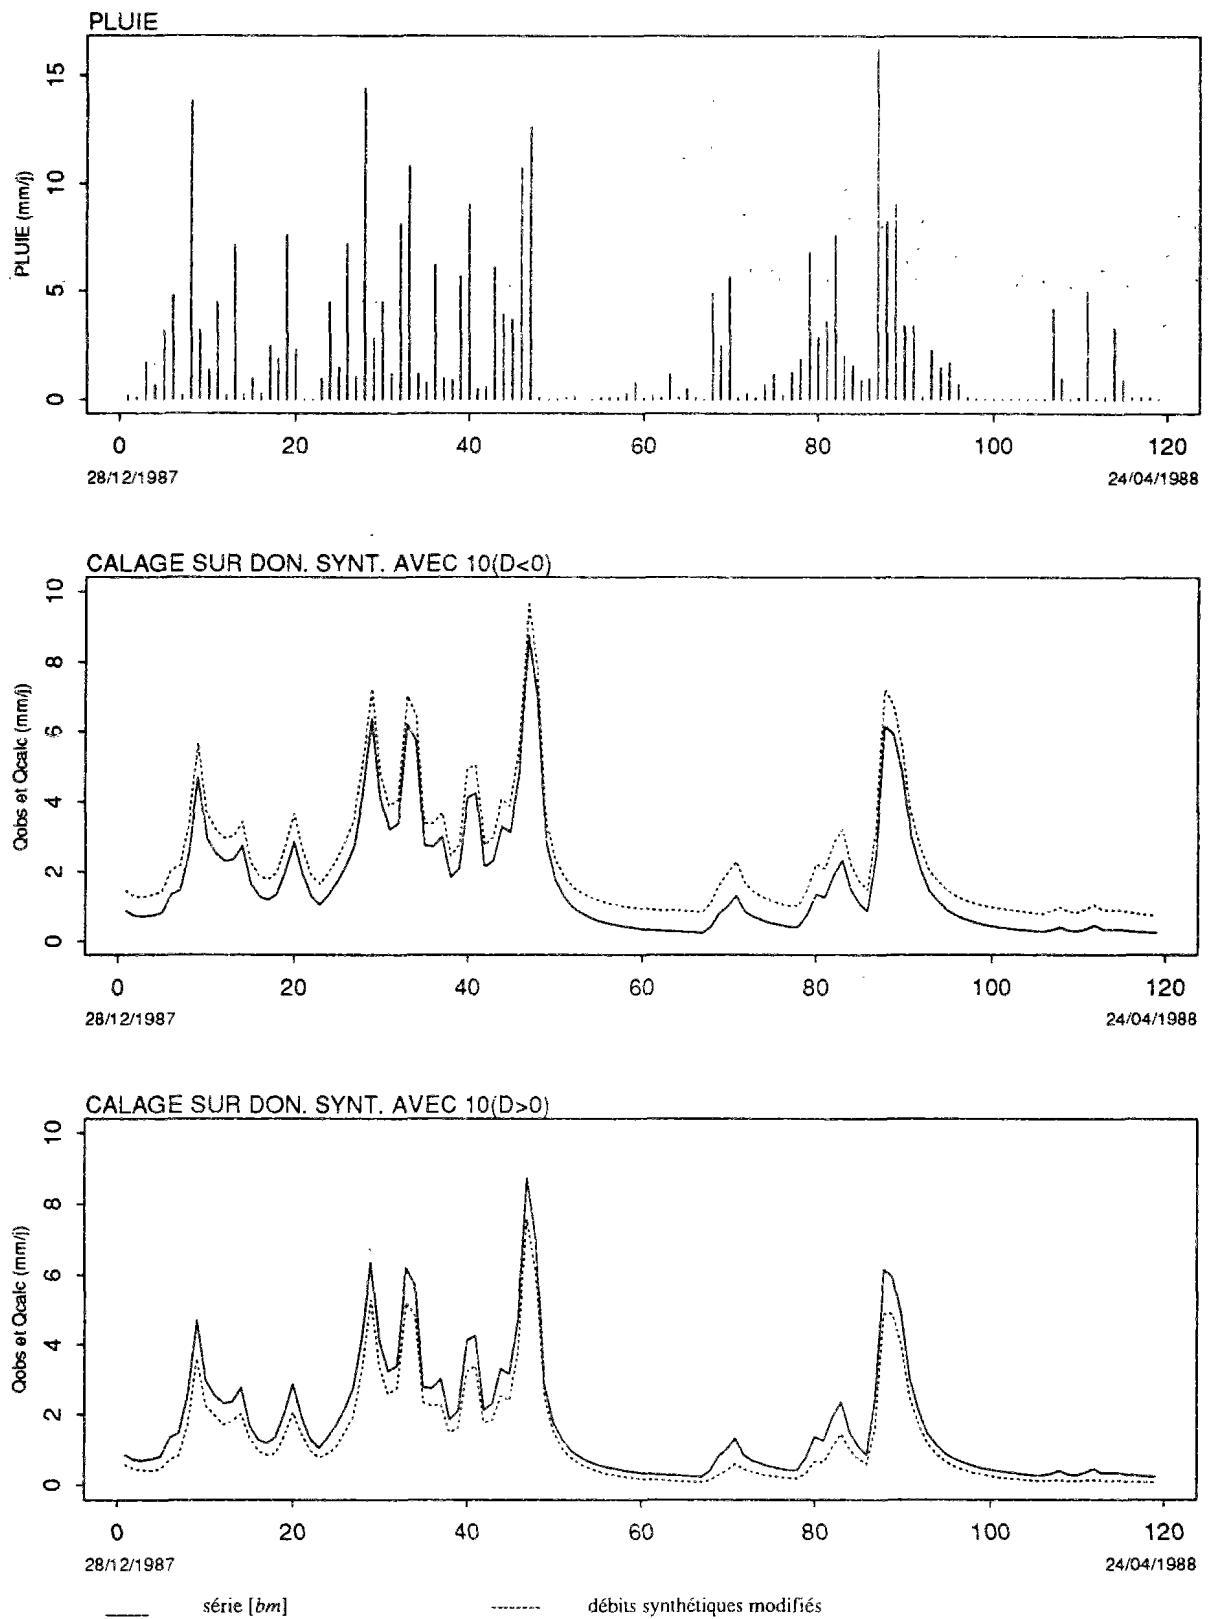 PLUIE
PLUIE (mm/j)
15
10
5
0
0 20 40 60 80 100 120
28/12/1987 24/04/1988
CALAGE SUR DON. SYNT. AVEC 10(D<0)
Qobs et Qcalc (mm/j)
10
8
6
4
2
0
0 20 40 60 80 100 120
28/12/1987 24/04/1988
CALAGE SUR DON. SYNT. AVEC 10(D>0)
Qobs et Qcalc (mm/j)
10
8
6
4
2
0
0 20 40 60 80 100 120
28/12/1987 24/04/1988
série [bm] débits synthétiques modifiés